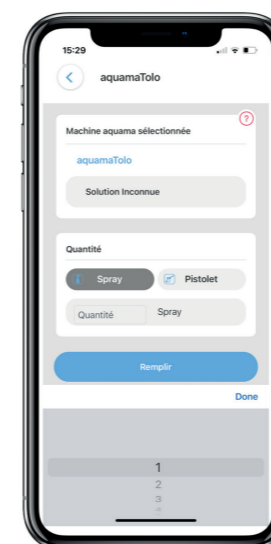 15:29
aquamaTolo
?
Machine aquama sélectionnée
aquamaTolo
Solution Inconnue
Quantité
Spray Pistolet
Quantité Spray
Remplir
Done
1
2
3